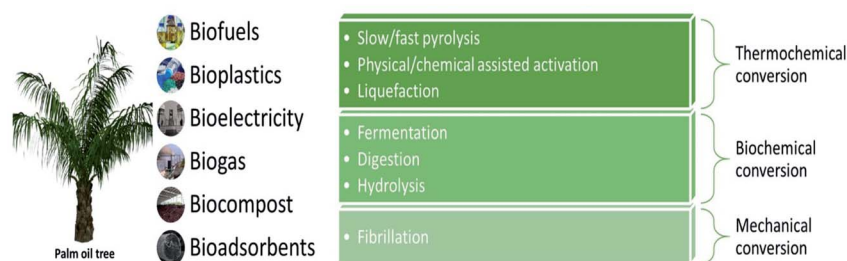 Palm oil tree
Biofuels
Bioplastics
Bioelectricity
Biogas
Biocompost
Bioadsorbents
• Slow/fast pyrolysis
• Physical/chemical assisted activation
• Liquefaction
Thermochemical
conversion
• Fermentation
• Digestion
• Hydrolysis
Biochemical
conversion
• Fibrillation
Mechanical
conversion